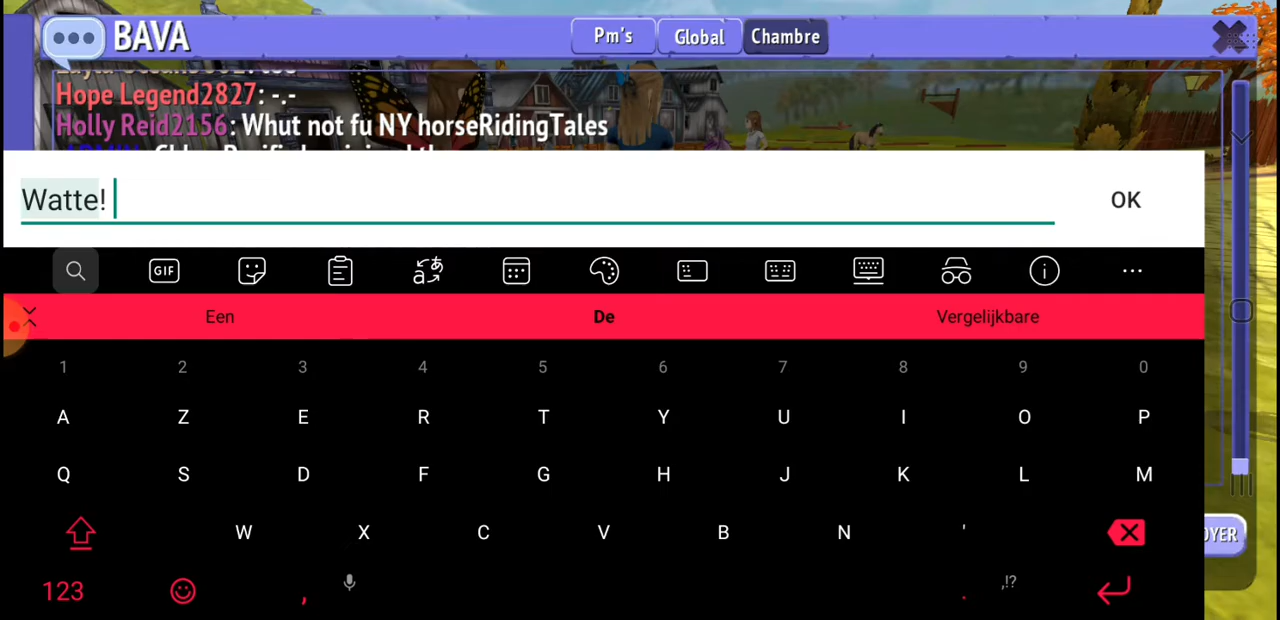 BAVA
Pm's
Global
Chambre
Hope Legend2827: -.-
Holly Reid2156: Whut not fu NY horseRidingTales
Watte!
OK
GIF
Een
De
Vergelijkbare
1 2 3 4 5 6 7 8 9 0
A Z E R T Y U I O P
Q S D F G H J K L M
W X C V B N '
123 , . ,!?
OYER